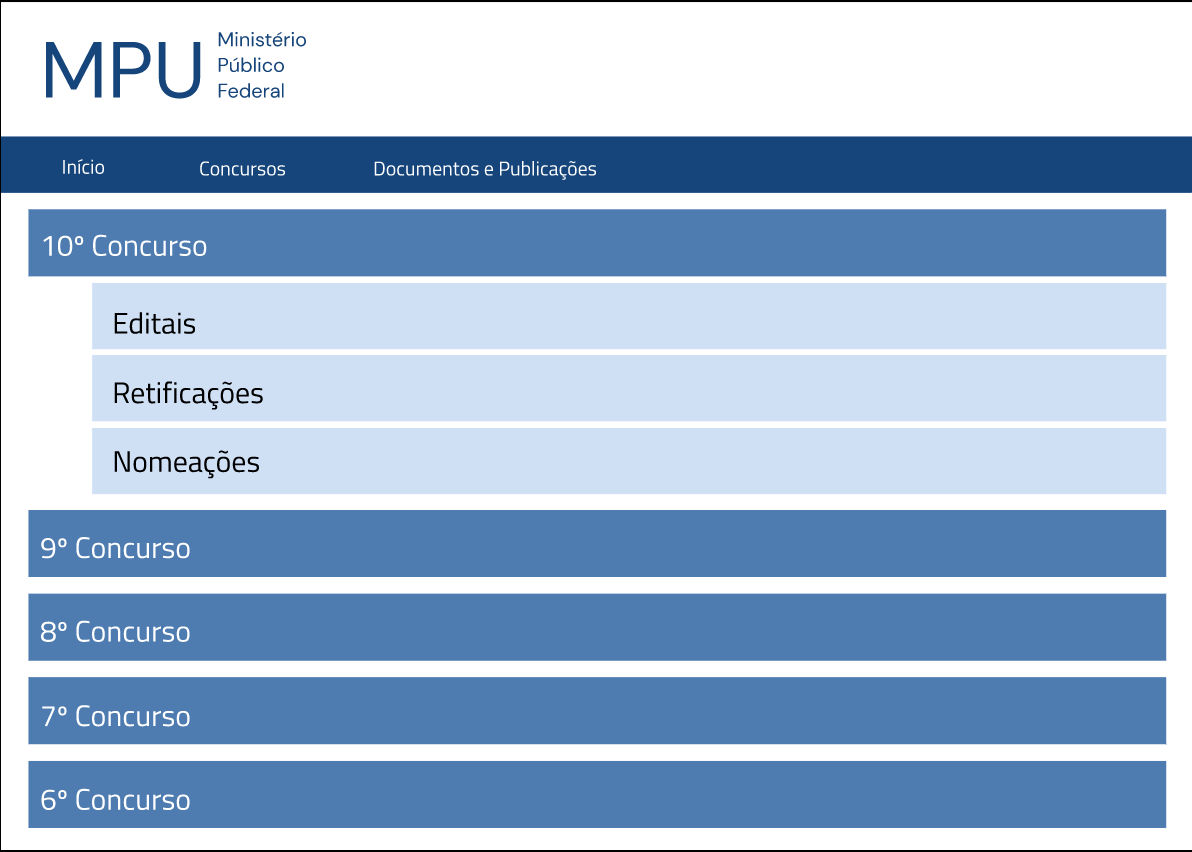 MPU
Ministério
Público
Federal
Início
Concursos
Documentos e Publicações
10º Concurso
Editais
Retificações
Nomeações
9º Concurso
8º Concurso
7º Concurso
6º Concurso